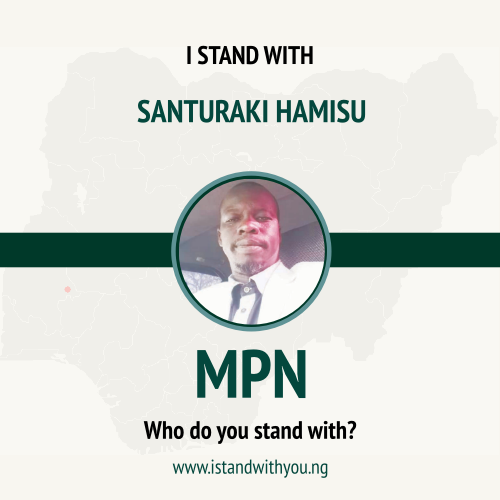 I STAND WITH
SANTURAKI HAMISU
MPN
Who do you stand with?
www.istandwithyou.ng